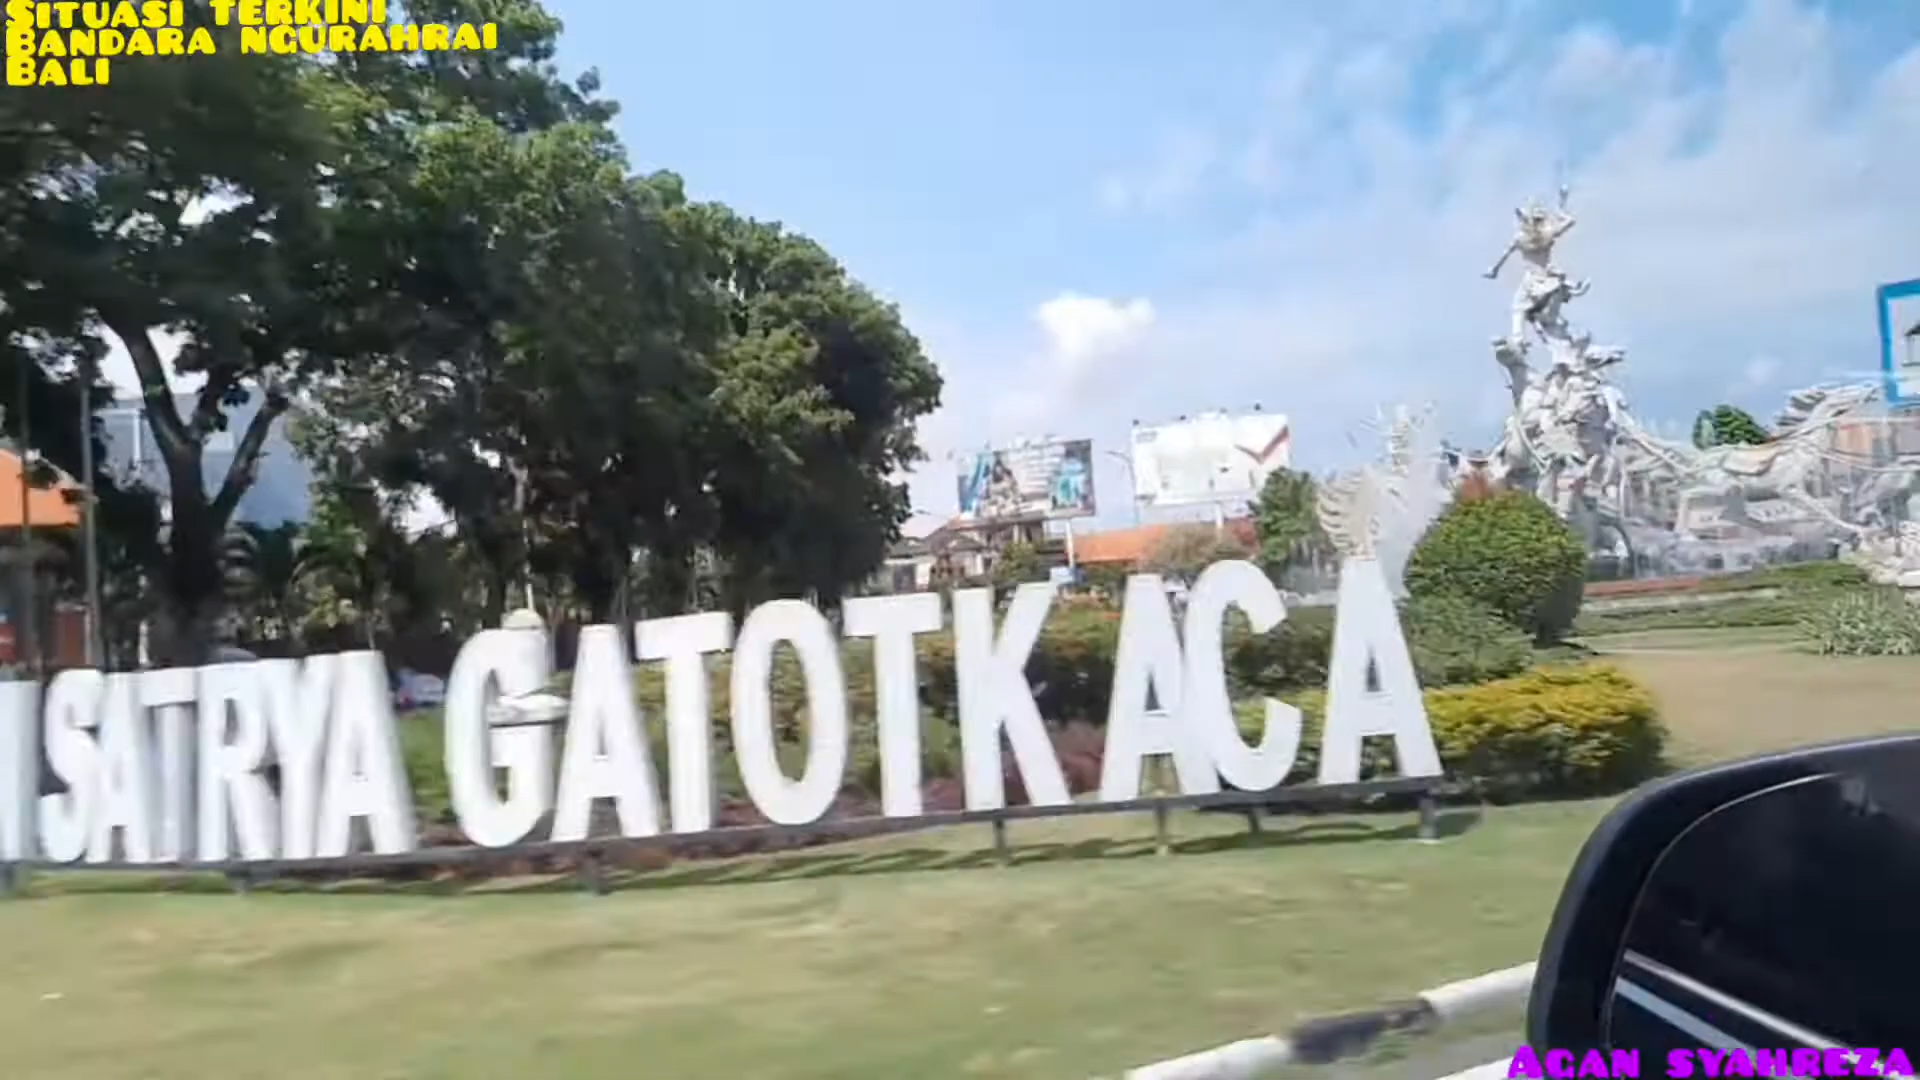 SITUASI TERKINI
BANDARA NGURAHRAI
BALI
SATRYA GATOTKACA
AGAN SYAHREZA